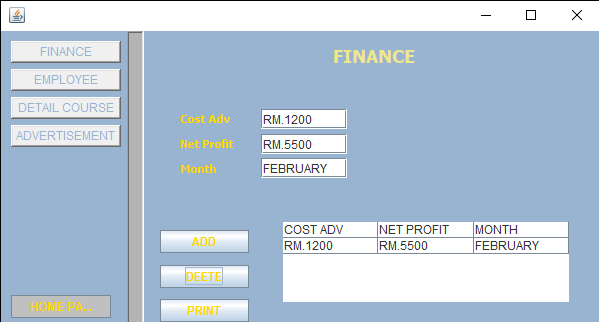 FINANCE
EMPLOYEE
DETAIL COURSE
ADVERTISEMENT
HOME PA...
FINANCE
Cost Adv RM.1200
Net Profit RM.5500
Month FEBRUARY
ADD
DEETE
PRINT
COST ADV NET PROFIT MONTH
RM.1200 RM.5500 FEBRUARY